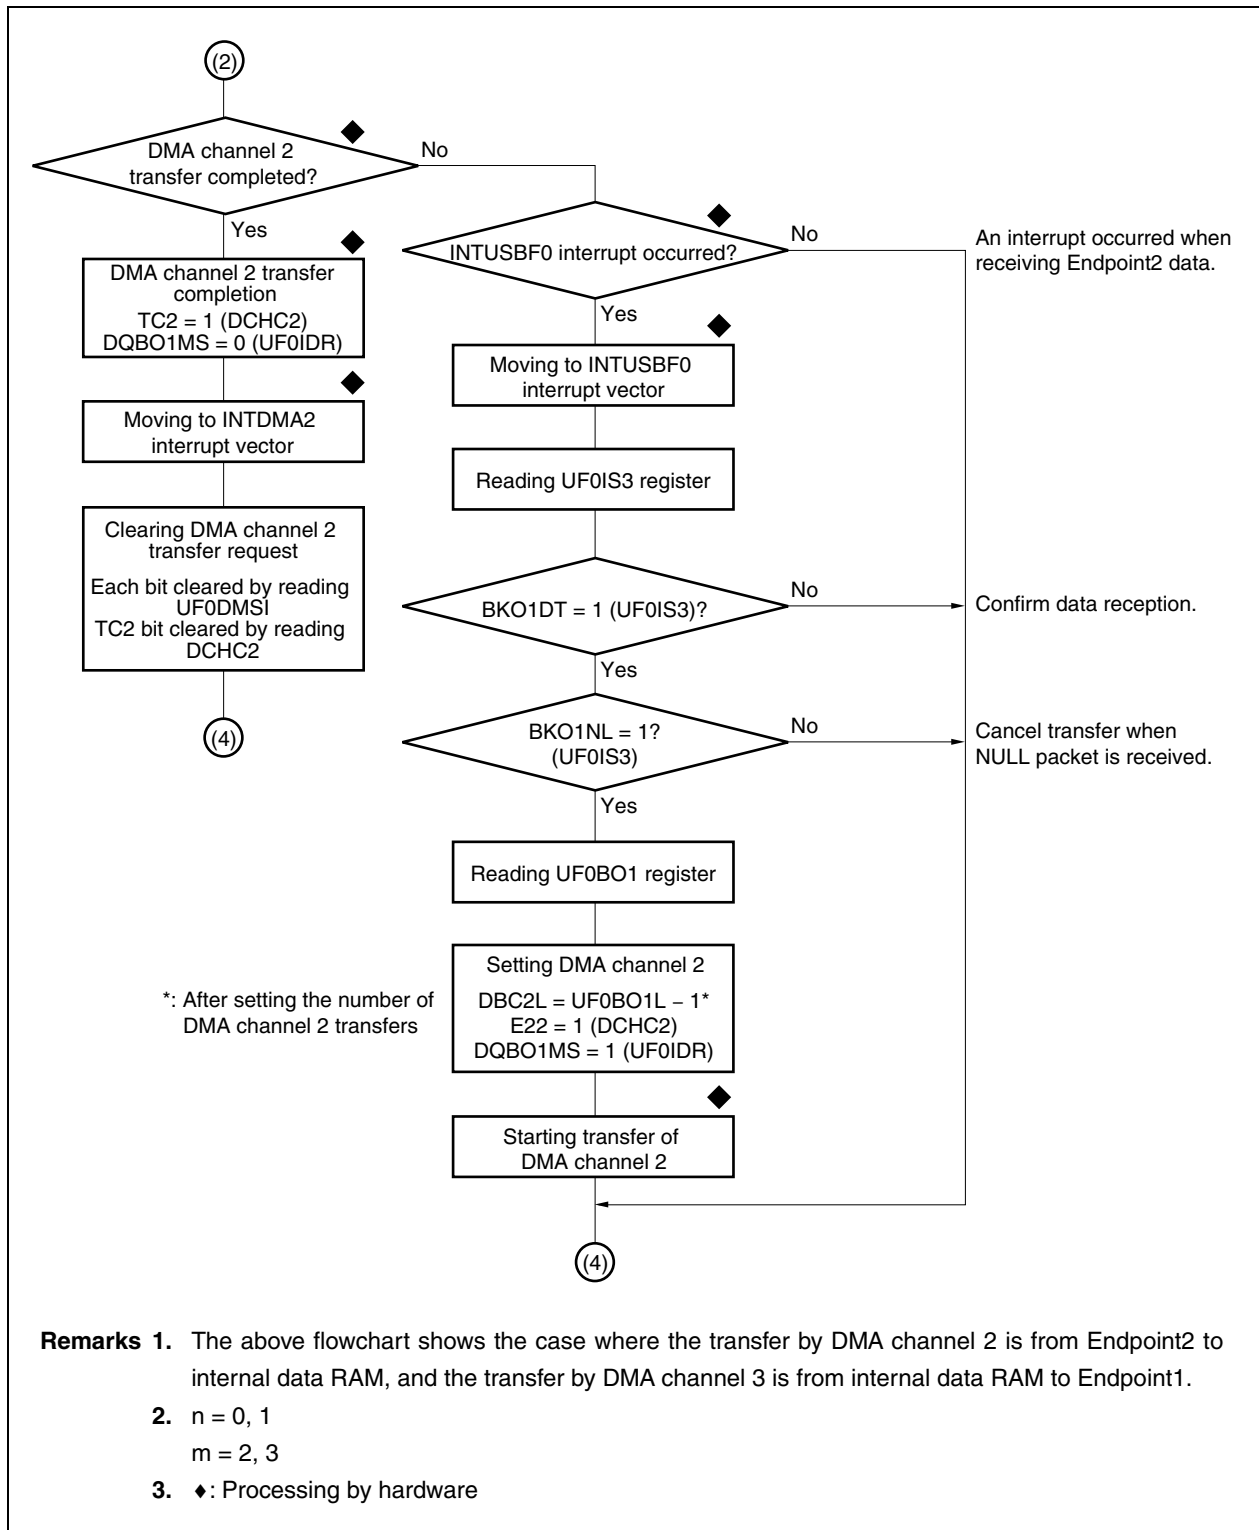 (2)
DMA channel 2
transfer completed?
No
Yes
DMA channel 2 transfer
completion
TC2 = 1 (DCHC2)
DQBO1MS = 0 (UF0IDR)
Moving to INTDMA2
interrupt vector
Clearing DMA channel 2
transfer request
Each bit cleared by reading
UF0DMSI
TC2 bit cleared by reading
DCHC2
(4)
INTUSBF0 interrupt occurred?
No
An interrupt occurred when
receiving Endpoint2 data.
Yes
Moving to INTUSBF0
interrupt vector
Reading UF0IS3 register
BKO1DT = 1 (UF0IS3)?
No
Confirm data reception.
Yes
BKO1NL = 1?
(UF0IS3)
No
Cancel transfer when
NULL packet is received.
Yes
Reading UF0BO1 register
Setting DMA channel 2
DBC2L = UF0BO1L − 1*
E22 = 1 (DCHC2)
DQBO1MS = 1 (UF0IDR)
*: After setting the number of
DMA channel 2 transfers
Starting transfer of
DMA channel 2
(4)
Remarks 1. The above flowchart shows the case where the transfer by DMA channel 2 is from Endpoint2 to
internal data RAM, and the transfer by DMA channel 3 is from internal data RAM to Endpoint1.
2. n = 0, 1
m = 2, 3
3. ♦: Processing by hardware